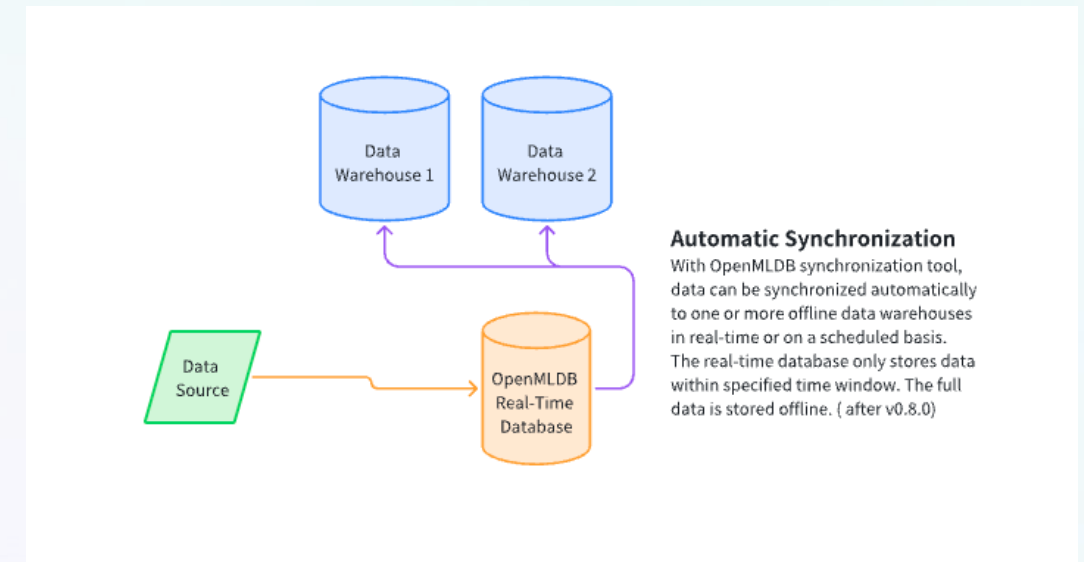 Data
Warehouse 1
Data
Warehouse 2
Automatic Synchronization
With OpenMLDB synchronization tool,
data can be synchronized automatically
to one or more offline data warehouses
in real-time or on a scheduled basis.
The real-time database only stores data
within specified time window. The full
data is stored offline. ( after v0.8.0)
Data
Source
OpenMLDB
Real-Time
Database